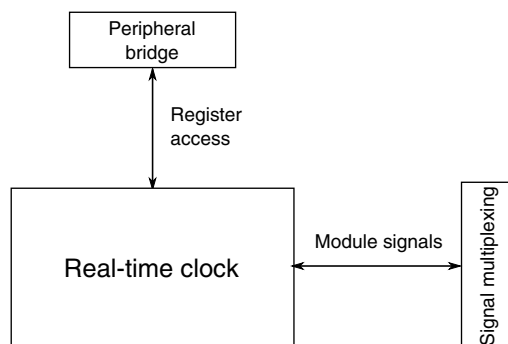 Peripheral
bridge
Register
access
Real-time clock
Module signals
Signal multiplexing